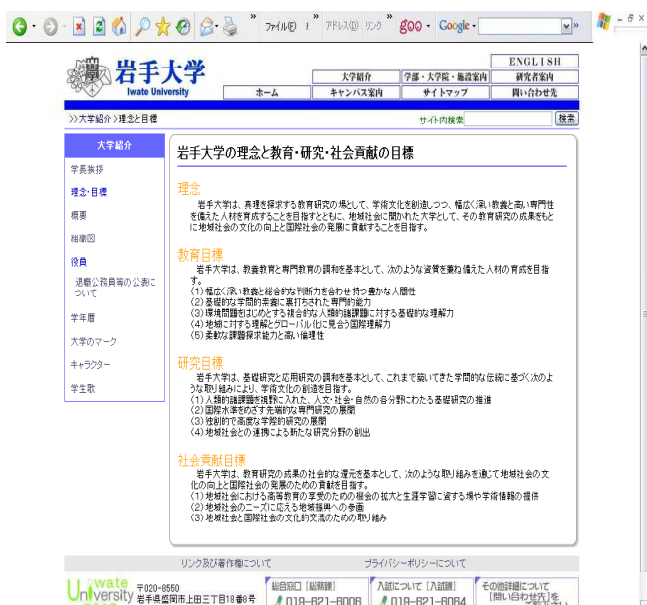 ファイル(F)
アドレス(D)
リンク
goo
Google
岩手大学
Iwate University
ENGLISH
大学紹介
学部・大学院・施設案内
研究者案内
ホーム
キャンパス案内
サイトマップ
問い合わせ先
>>大学紹介>理念と目標
サイト内検索
検索
大学紹介
学長挨拶
理念・目標
概要
組織図
役員
退職公務員等の公表に
ついて
学年暦
大学のマーク
キャラクター
学生歌
岩手大学の理念と教育・研究・社会貢献の目標
理念
岩手大学は、真理を探求する教育研究の場として、学術文化を創造しつつ、幅広く深い教養と高い専門性
を備えた人材を育成することを目指すとともに、地域社会に開かれた大学として、その教育研究の成果をもと
に地域社会の文化の向上と国際社会の発展に貢献することを目指す。
教育目標
岩手大学は、教養教育と専門教育の調和を基本として、次のような資質を兼ね備えた人材の育成を目指
す。
(1)幅広く深い教養と総合的な判断力を合わせ持つ豊かな人間性
(2)基礎的な学問的素養に裏打ちされた専門的能力
(3)環境問題をはじめとする複合的な人類的諸課題に対する基礎的な理解力
(4)地域に対する理解とグローバル化に見合う国際理解力
(5)柔軟な課題探求能力と高い倫理性
研究目標
岩手大学は、基礎研究と応用研究の調和を基本として、これまで築いてきた学問的な伝統に基づく次のよ
うな取り組みにより、学術文化の創造を目指す。
(1)人類的諸課題を視野に入れた、人文・社会・自然の各分野にわたる基礎研究の推進
(2)国際水準をめざす先端的な専門研究の展開
(3)独創的で高度な学際的研究の展開
(4)地域社会との連携による新たな研究分野の創出
社会貢献目標
岩手大学は、教育研究の成果の社会的な還元を基本として、次のような取り組みを通じて地域社会の文
化の向上と国際社会の発展のための貢献を目指す。
(1)地域社会における高等教育の享受のための機会の拡大と生涯学習に資する場や学術情報の提供
(2)地域社会のニーズに応える地域振興への参画
(3)地域社会と国際社会の文化的交流のための取り組み
リンク及び著作権について
プライバシーポリシーについて
Iwate
University
〒020-8550
岩手県盛岡市上田三丁目18番8号
総合窓口 [総務課]
019-621-6006
入試について [入試課]
019-621-6064
その他詳細について
[問い合わせ先]を